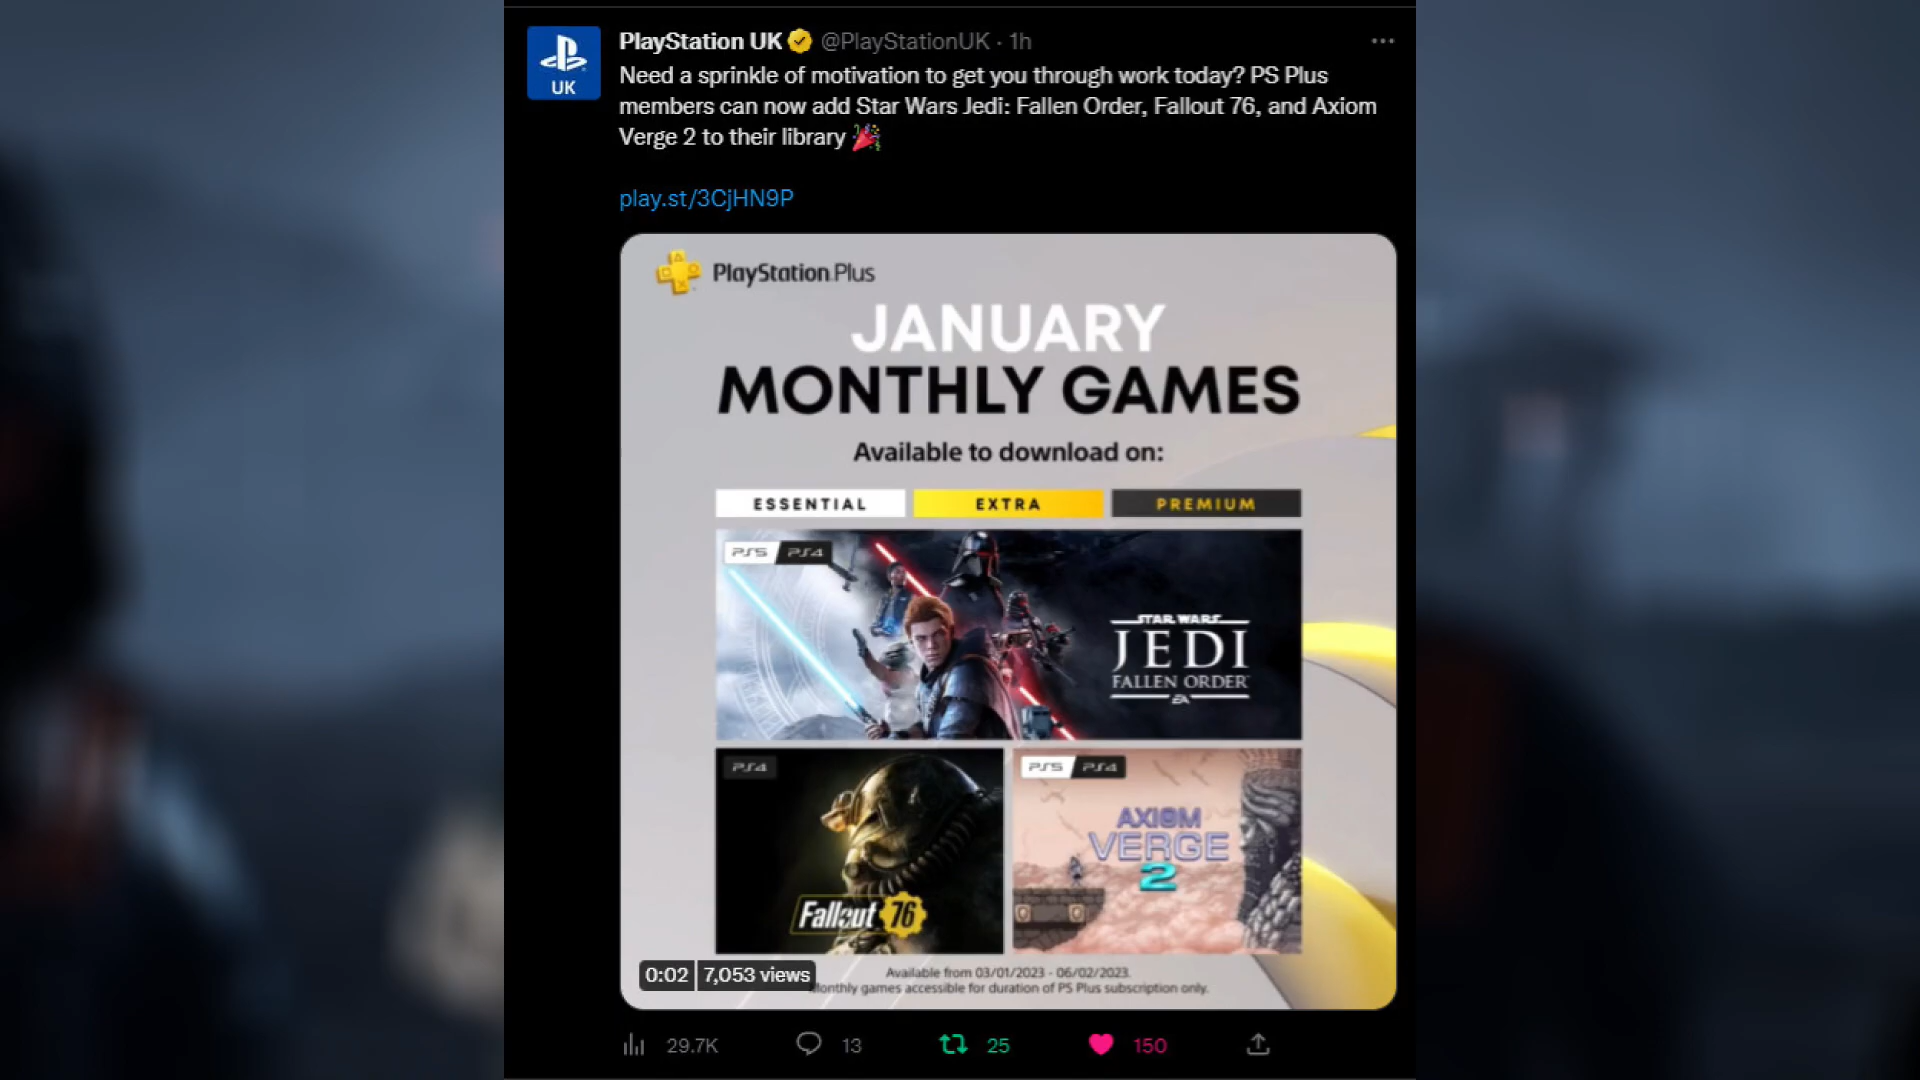 PlayStation UK @PlayStationUK · 1h
Need a sprinkle of motivation to get you through work today? PS Plus
members can now add Star Wars Jedi: Fallen Order, Fallout 76, and Axiom
Verge 2 to their library 🎉
UK
play.st/3CjHN9P
PlayStation Plus
JANUARY
MONTHLY GAMES
Available to download on:
ESSENTIAL
EXTRA
PREMIUM
PS5 PS4
STAR WARS
JEDI
FALLEN ORDER
EA
PS4
Fallout 76
PS5 PS4
AXIOM
VERGE
2
0:02 7,053 views
Available from 03/01/2023 - 06/02/2023.
Monthly games accessible for duration of PS Plus subscription only.
29.7K
13
25
150